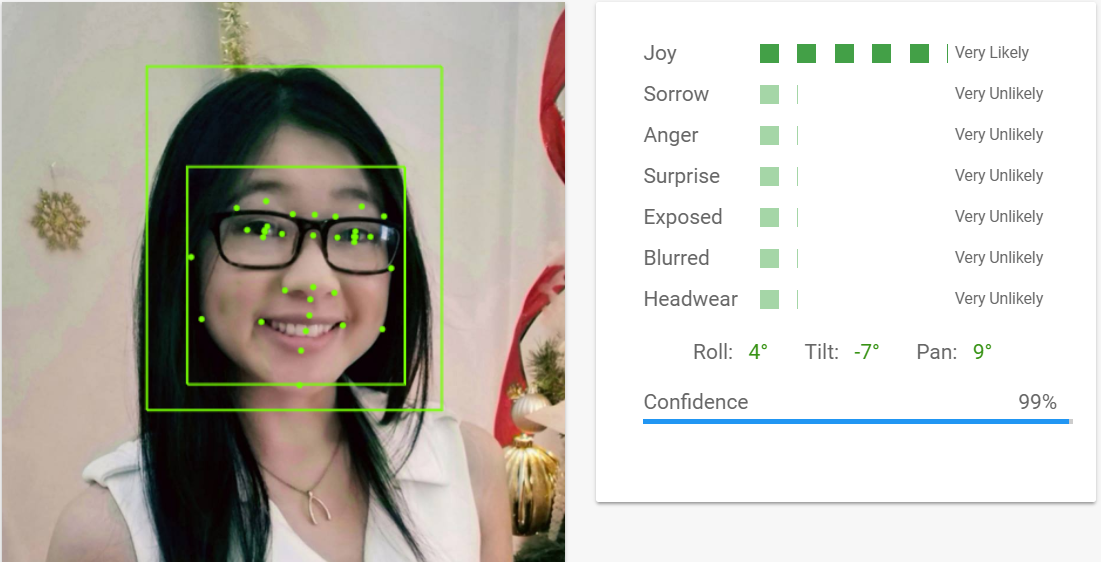 Joy Very Likely
Sorrow Very Unlikely
Anger Very Unlikely
Surprise Very Unlikely
Exposed Very Unlikely
Blurred Very Unlikely
Headwear Very Unlikely
Roll: 4° Tilt: -7° Pan: 9°
Confidence 99%